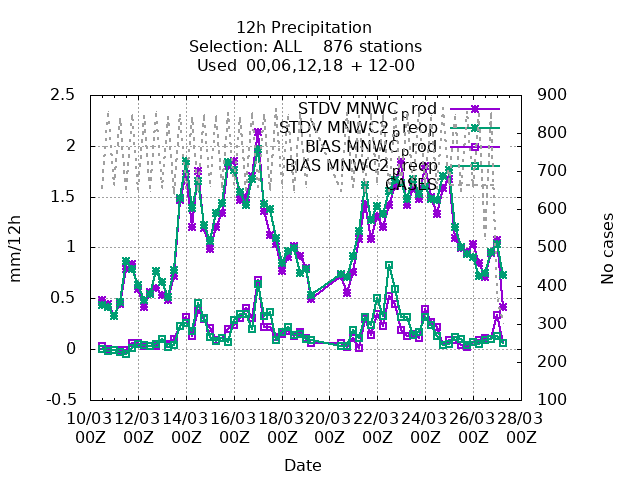 12h Precipitation
Selection: ALL    876 stations
Used  00,06,12,18 + 12-00
STDV MNWC_prod
STDV MNWC2_preop
BIAS MNWC_prod
BIAS MNWC2_preop
CASES
2.5
2
1.5
1
0.5
0
-0.5
900
800
700
600
500
400
300
200
100
mm/12h
No cases
10/03 12/03 14/03 16/03 18/03 20/03 22/03 24/03 26/03 28/03
00Z 00Z 00Z 00Z 00Z 00Z 00Z 00Z 00Z 00Z
Date